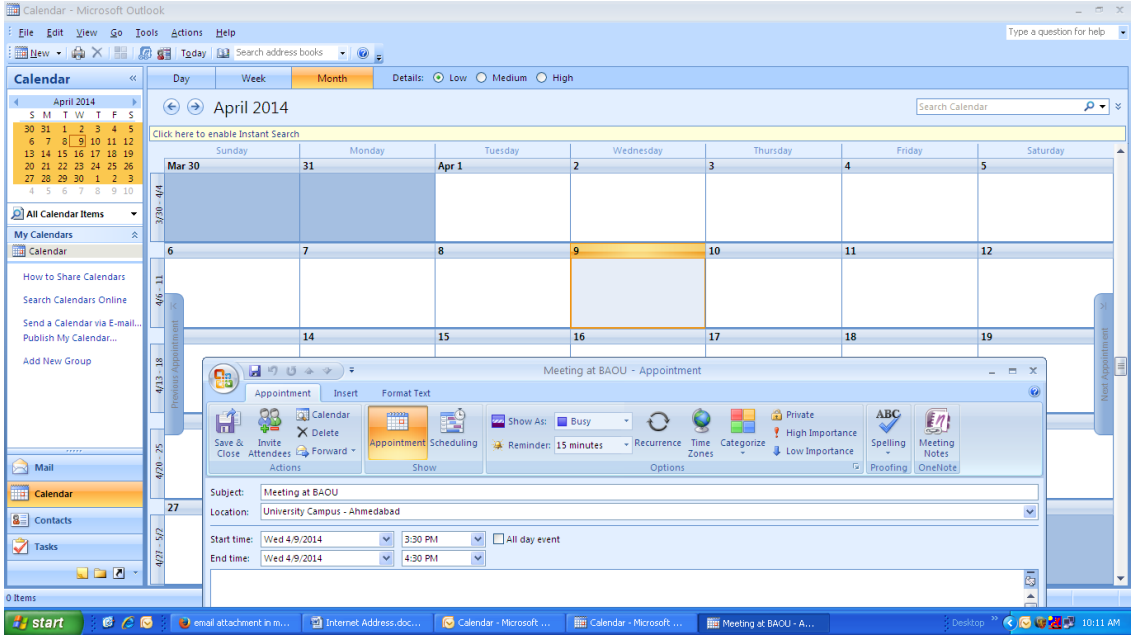 Calendar - Microsoft Outlook
File Edit View Go Tools Actions Help
Type a question for help
New Today Search address books
Calendar «
Day Week Month Details: Low Medium High
April 2014
S M T W T F S
30 31 1 2 3 4 5
6 7 8 9 10 11 12
13 14 15 16 17 18 19
20 21 22 23 24 25 26
27 28 29 30 1 2 3
4 5 6 7 8 9 10
All Calendar Items
My Calendars
Calendar
How to Share Calendars
Search Calendars Online
Send a Calendar via E-mail...
Publish My Calendar...
Add New Group
Mail
Calendar
Contacts
Tasks
0 Items
April 2014
Search Calendar
Click here to enable Instant Search
Sunday Monday Tuesday Wednesday Thursday Friday Saturday
Mar 30 31 Apr 1 2 3 4 5
3/30 - 4/4
6 7 8 9 10 11 12
4/6 - 11
14 15 16 17 18 19
4/13 - 18
4/20 - 25
27
4/27 - 5/2
Previous Appointment
Next Appointment
Meeting at BAOU - Appointment
Appointment Insert Format Text
Save & Close
Invite Attendees
Calendar
Delete
Forward
Actions
Appointment Scheduling
Show
Show As: Busy
Reminder: 15 minutes
Recurrence
Time Zones
Categorize
Private
High Importance
Low Importance
Options
ABC
Spelling
Proofing
Meeting Notes
OneNote
Subject: Meeting at BAOU
Location: University Campus - Ahmedabad
Start time: Wed 4/9/2014 3:30 PM All day event
End time: Wed 4/9/2014 4:30 PM
start
email attachment in m...
Internet Address.doc...
Calendar - Microsoft ...
Calendar - Microsoft ...
Meeting at BAOU - A...
Desktop »
10:11 AM